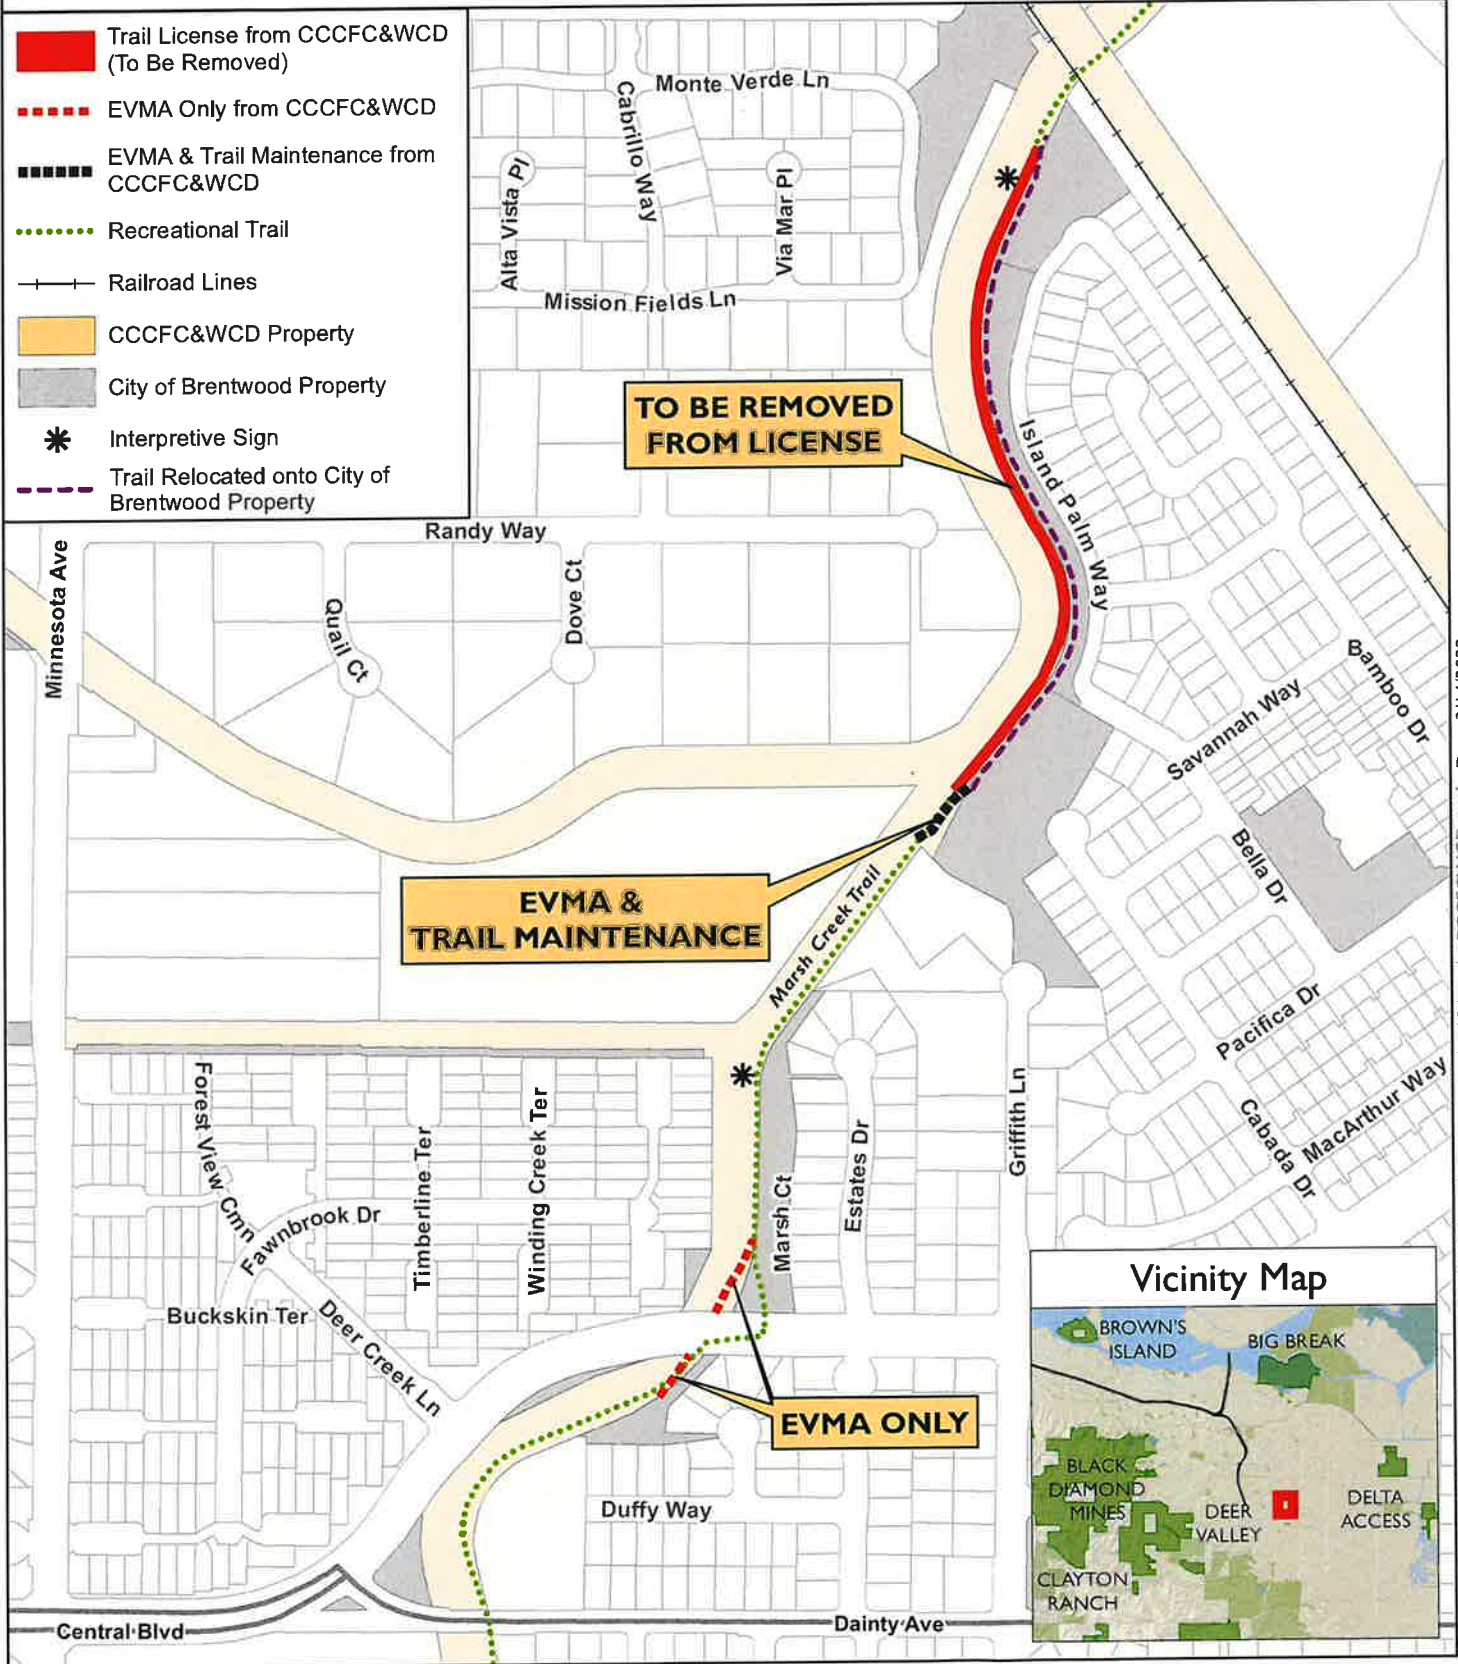 Trail License from CCCFC&WCD
(To Be Removed)
EVMA Only from CCCFC&WCD
EVMA & Trail Maintenance from
CCCFC&WCD
Recreational Trail
Railroad Lines
CCCFC&WCD Property
City of Brentwood Property
Interpretive Sign
Trail Relocated onto City of
Brentwood Property
Monte Verde Ln
Cabrillo Way
Alta Vista Pl
Via Mar Pl
Mission Fields Ln
TO BE REMOVED
FROM LICENSE
Island Palm Way
Randy Way
Minnesota Ave
Quail Ct
Dove Ct
Bamboo Dr
Savannah Way
Bella Dr
EVMA &
TRAIL MAINTENANCE
Marsh Creek Trail
Pacifica Dr
MacArthur Way
Cabada Dr
Griffith Ln
Estates Dr
Marsh Ct
Forest View Cmn
Fawnbrook Dr
Timberline Ter
Winding Creek Ter
Buckskin Ter
Deer Creek Ln
EVMA ONLY
Duffy Way
Central Blvd
Dainty Ave
Vicinity Map
BROWN'S
ISLAND
BIG BREAK
BLACK
DIAMOND
MINES
DEER
VALLEY
DELTA
ACCESS
CLAYTON
RANCH